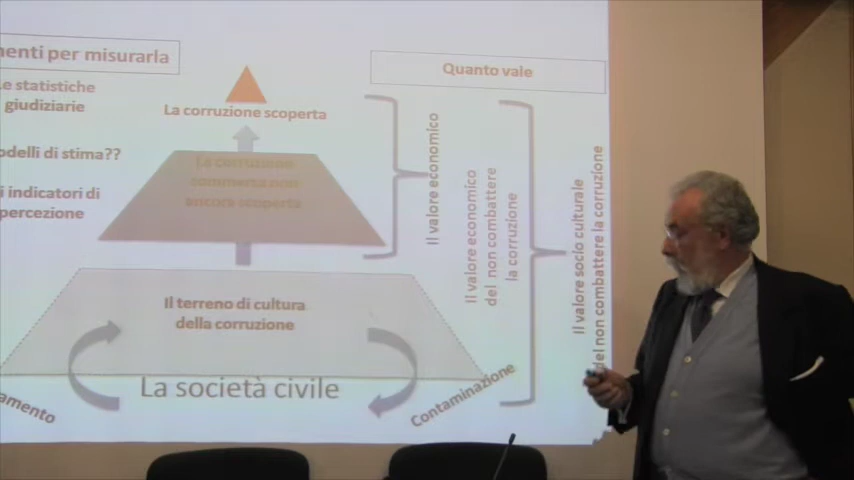 nenti per misurarla
Quanto vale
Le statistiche
giudiziarie
La corruzione scoperta
odelli di stima??
La corruzione
sommersa non
ancora scoperta
i indicatori di
percezione
Il valore economico
Il valore economico
del non combattere
la corruzione
Il valore socio culturale
del non combattere la corruzione
Il terreno di cultura
della corruzione
La società civile
amento
Contaminazione